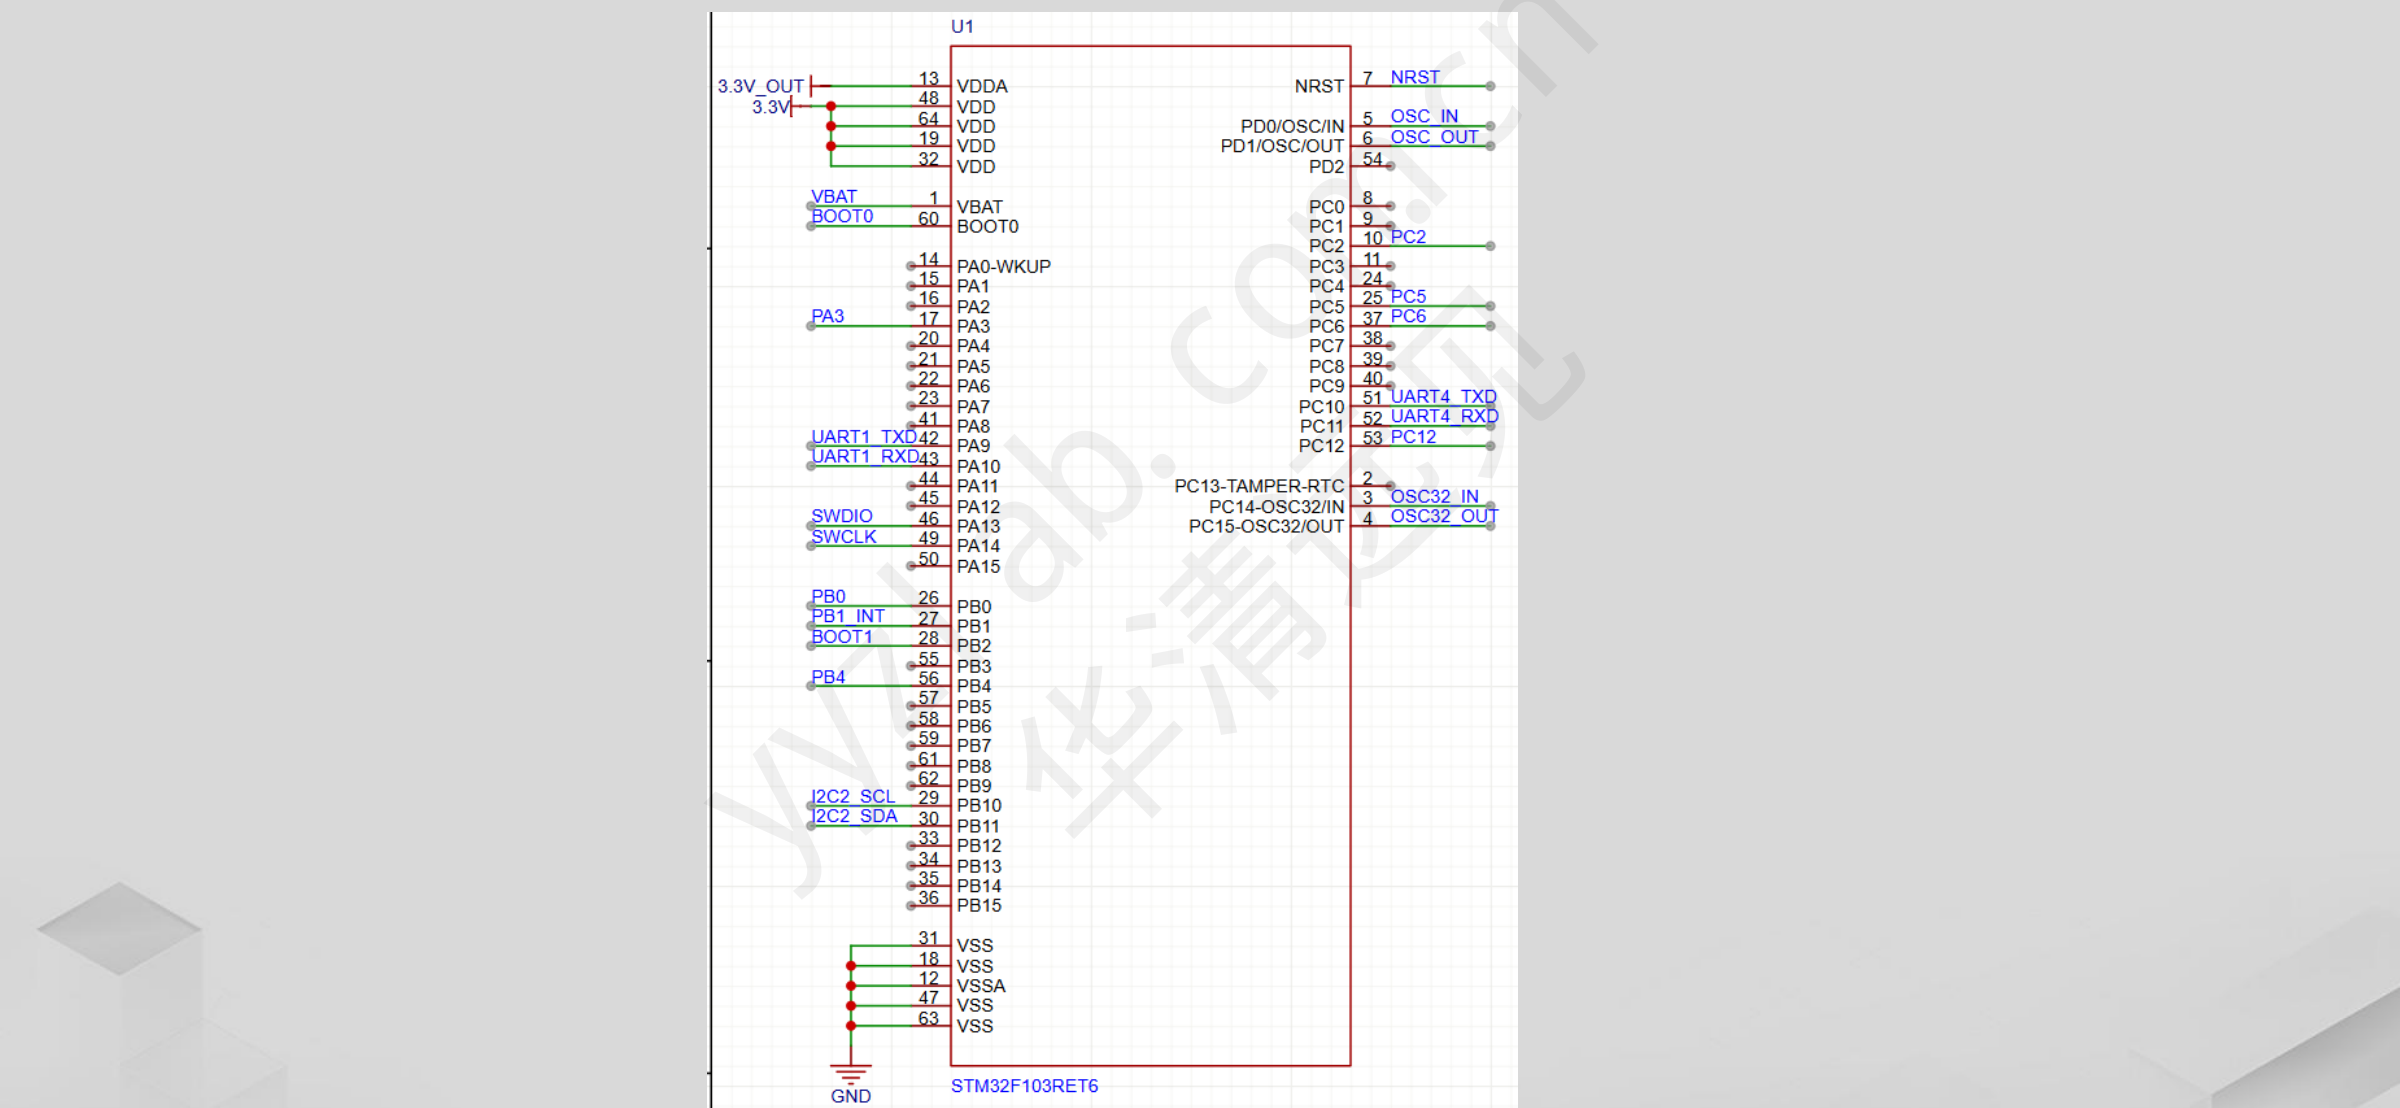 U1
3.3V_OUT 13 VDDA
3.3V 48 VDD
64 VDD
19 VDD
32 VDD
VBAT 1 VBAT
BOOT0 60 BOOT0
14 PA0-WKUP
15 PA1
16 PA2
PA3 17 PA3
20 PA4
21 PA5
22 PA6
23 PA7
41 PA8
UART1_TXD 42 PA9
UART1_RXD 43 PA10
44 PA11
45 PA12
SWDIO 46 PA13
SWCLK 49 PA14
50 PA15
PB0 26 PB0
PB1_INT 27 PB1
BOOT1 28 PB2
55 PB3
PB4 56 PB4
57 PB5
58 PB6
59 PB7
61 PB8
62 PB9
I2C2_SCL 29 PB10
I2C2_SDA 30 PB11
33 PB12
34 PB13
35 PB14
36 PB15
31 VSS
18 VSS
12 VSSA
47 VSS
63 VSS
GND
NRST 7 NRST
PD0/OSC/IN 5 OSC_IN
PD1/OSC/OUT 6 OSC_OUT
PD2 54
PC0 8
PC1 9
PC2 10 PC2
PC3 11
PC4 24
PC5 25 PC5
PC6 37 PC6
PC7 38
PC8 39
PC9 40
PC10 51 UART4_TXD
PC11 52 UART4_RXD
PC12 53 PC12
PC13-TAMPER-RTC 2
PC14-OSC32/IN 3 OSC32_IN
PC15-OSC32/OUT 4 OSC32_OUT
STM32F103RET6
yyzlab.com.cn
华清远见